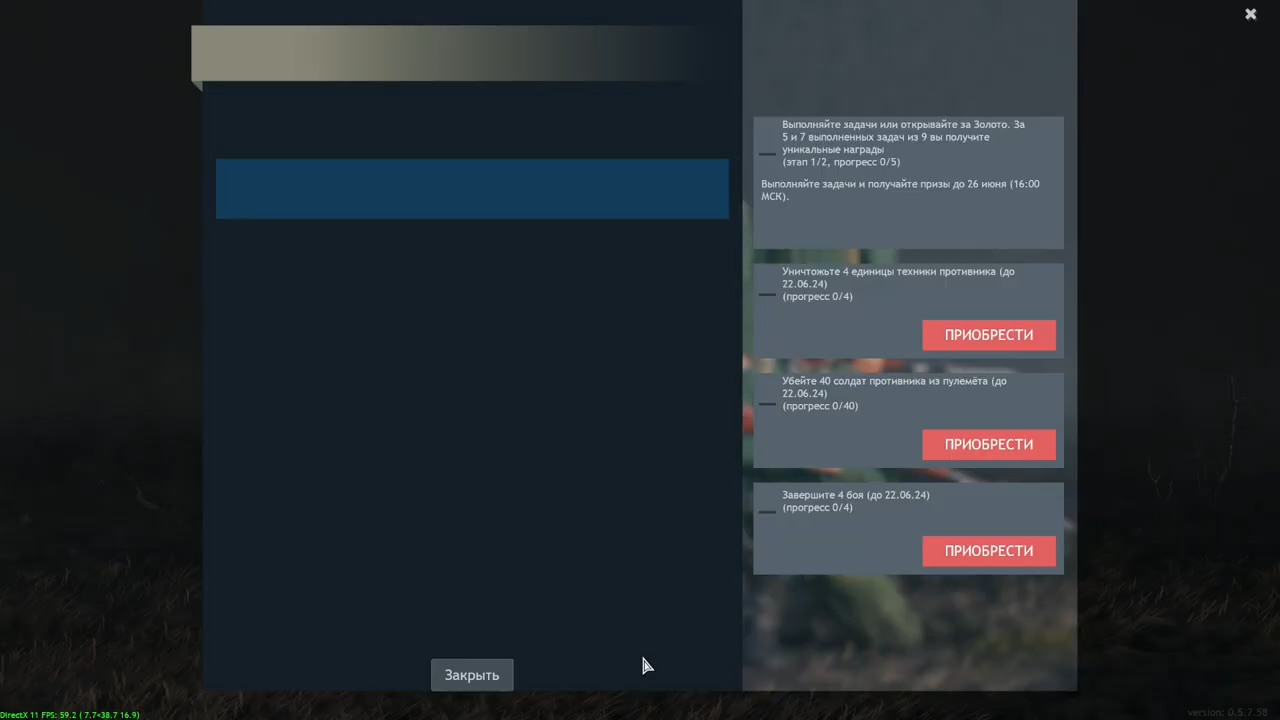 Выполняйте задачи или открывайте за Золото. За
5 и 7 выполненных задач из 9 вы получите
уникальные награды
(этап 1/2, прогресс 0/5)
Выполняйте задачи и получайте призы до 26 июня (16:00
МСК).
Уничтожьте 4 единицы техники противника (до
22.06.24)
(прогресс 0/4)
ПРИОБРЕСТИ
Убейте 40 солдат противника из пулемёта (до
22.06.24)
(прогресс 0/40)
ПРИОБРЕСТИ
Завершите 4 боя (до 22.06.24)
(прогресс 0/4)
ПРИОБРЕСТИ
Закрыть
DirectX 11 FPS: 59.2 ( 7.7<38.7 16.9)
version: 0.5.7.58